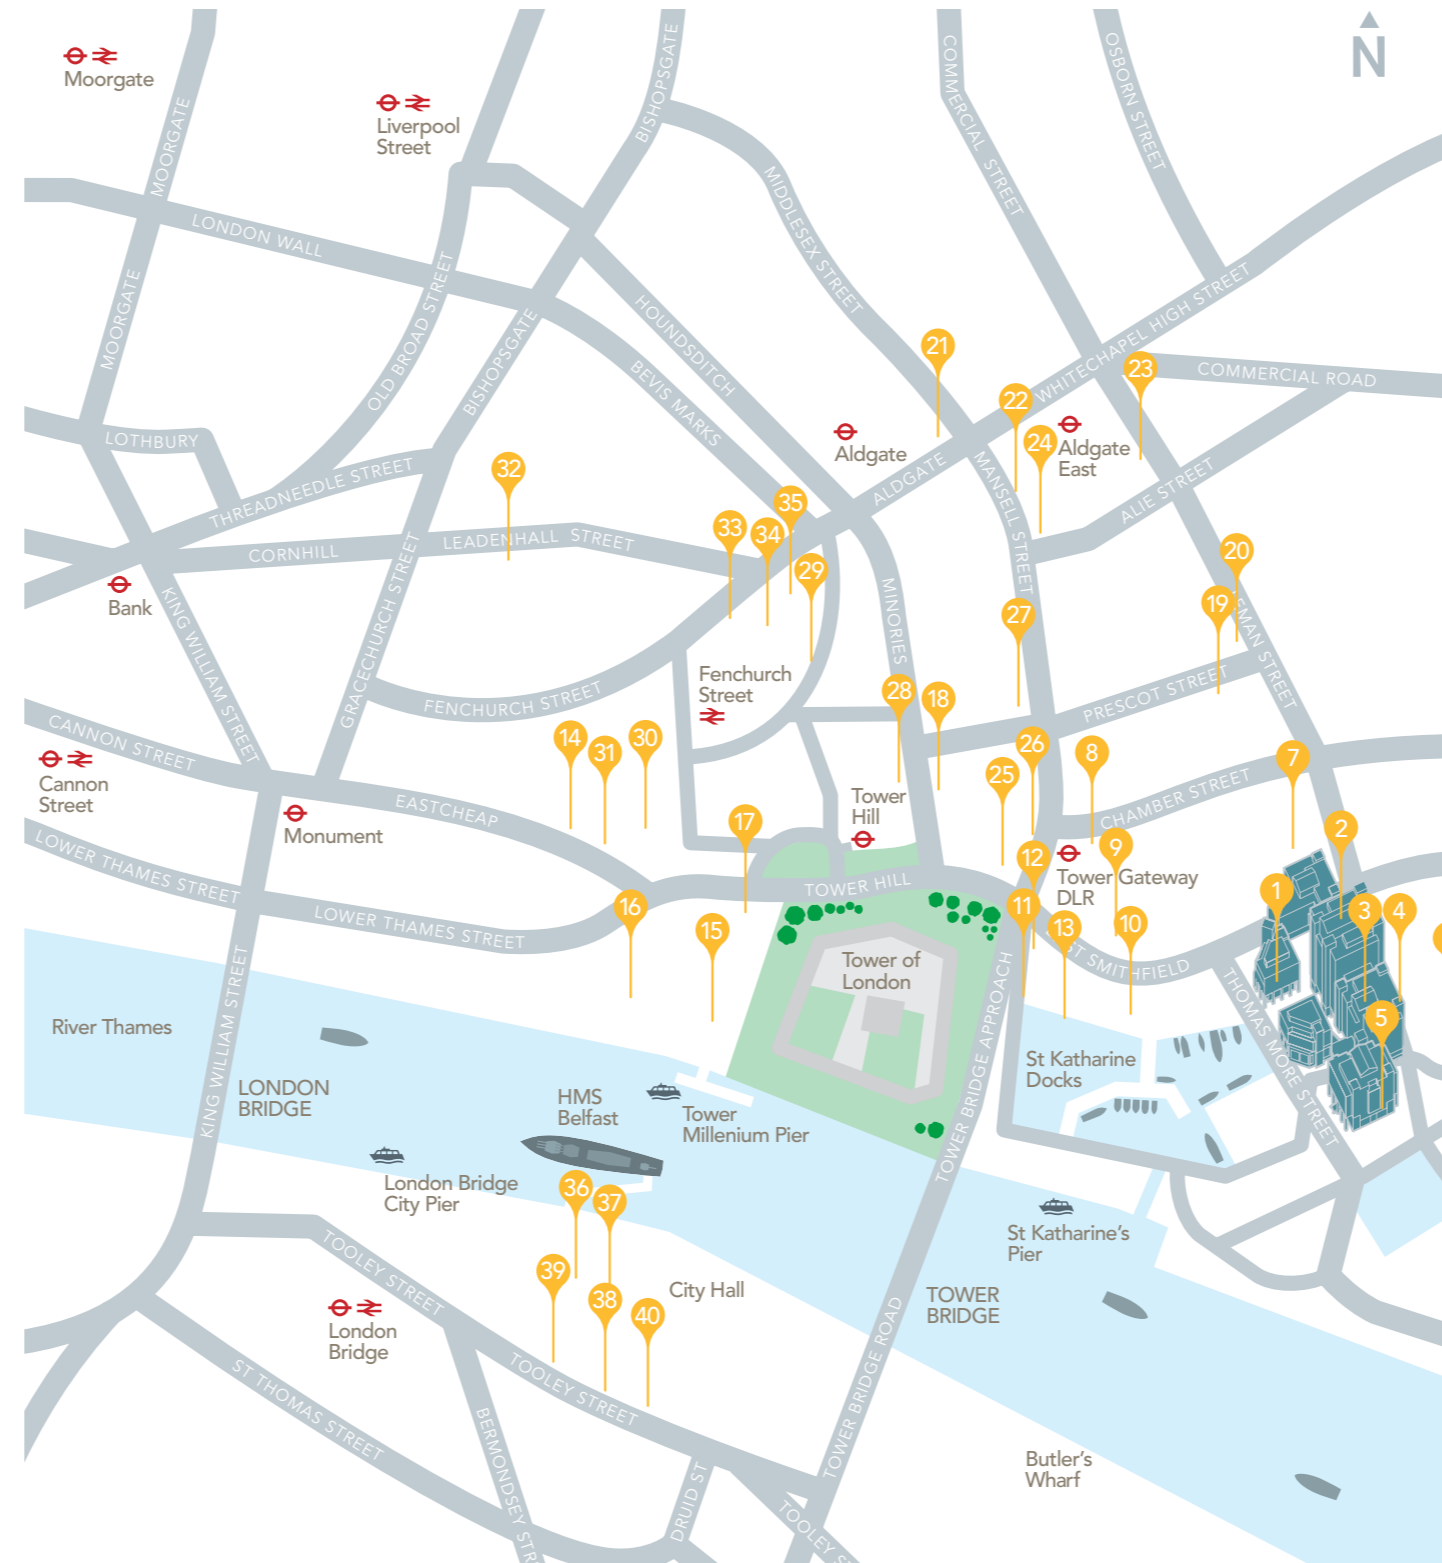 N
Moorgate
Liverpool
Street
MOORGATE
BISHOPSGATE
COMMERCIAL STREET
OSBORN STREET
LONDON WALL
MIDDLESEX STREET
MOORGATE
OLD BROAD STREET
BISHOPSGATE
HOUNDSDITCH
BEVIS MARKS
WHITECHAPEL HIGH STREET
COMMERCIAL ROAD
21
23
22
24
Aldgate
Aldgate
East
ALDGATE
MANSELL STREET
ALIE STREET
LOTHBURY
THREADNEEDLE STREET
32
CORNHILL
LEADENHALL STREET
33
34
35
29
Bank
KING WILLIAM STREET
GRACECHURCH STREET
MINORIES
27
20
19
EMAN STREET
Fenchurch
Street
FENCHURCH STREET
28
18
PRESCOT STREET
CANNON STREET
Cannon
Street
14
31
30
26
25
8
7
CHAMBER STREET
Monument
EASTCHEAP
Tower
Hill
17
12
9
2
Tower Gateway
DLR
LOWER THAMES STREET
LOWER THAMES STREET
TOWER HILL
16
15
11
13
10
1
3
4
5
ST SMITHFIELD
THOMAS MORE STREET
Tower of
London
River Thames
KING WILLIAM STREET
LONDON
BRIDGE
HMS
Belfast
Tower
Millenium Pier
TOWER BRIDGE APPROACH
St Katharine
Docks
London Bridge
City Pier
36
37
39
38
40
City Hall
St Katharine's
Pier
TOWER
BRIDGE
TOOLEY STREET
London
Bridge
TOOLEY STREET
TOWER BRIDGE ROAD
ST THOMAS STREET
BERMONDSEY STR
DRUID ST
TOOLEY S
Butler's
Wharf